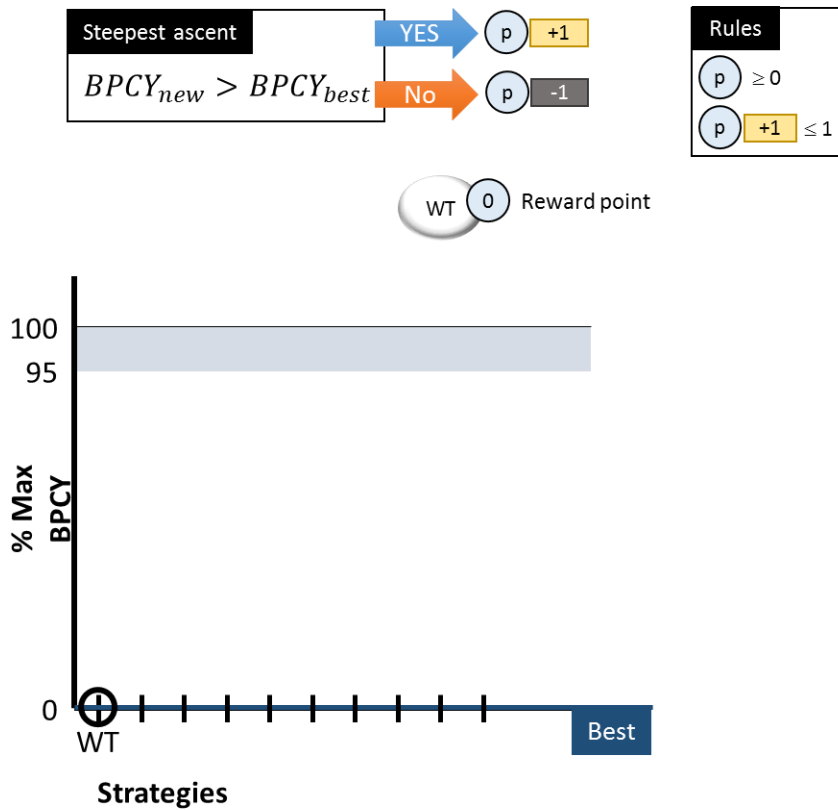 Steepest ascent
BPCY_new > BPCY_best
YES
p +1
No
p -1
Rules
p ≥ 0
p +1 ≤ 1
WT 0 Reward point
100
95
% Max
BPCY
0
WT
Best
Strategies